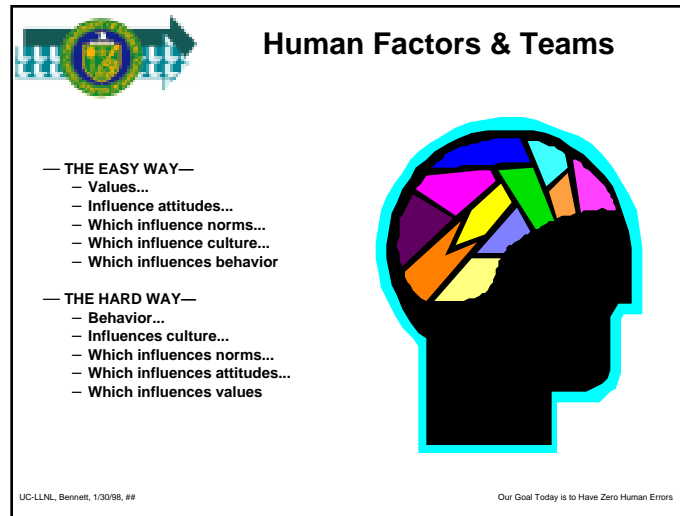 Human Factors & Teams
— THE EASY WAY—
– Values...
– Influence attitudes...
– Which influence norms...
– Which influence culture...
– Which influences behavior
— THE HARD WAY—
– Behavior...
– Influences culture...
– Which influences norms...
– Which influences attitudes...
– Which influences values
UC-LLNL, Bennett, 1/30/98, ##
Our Goal Today is to Have Zero Human Errors